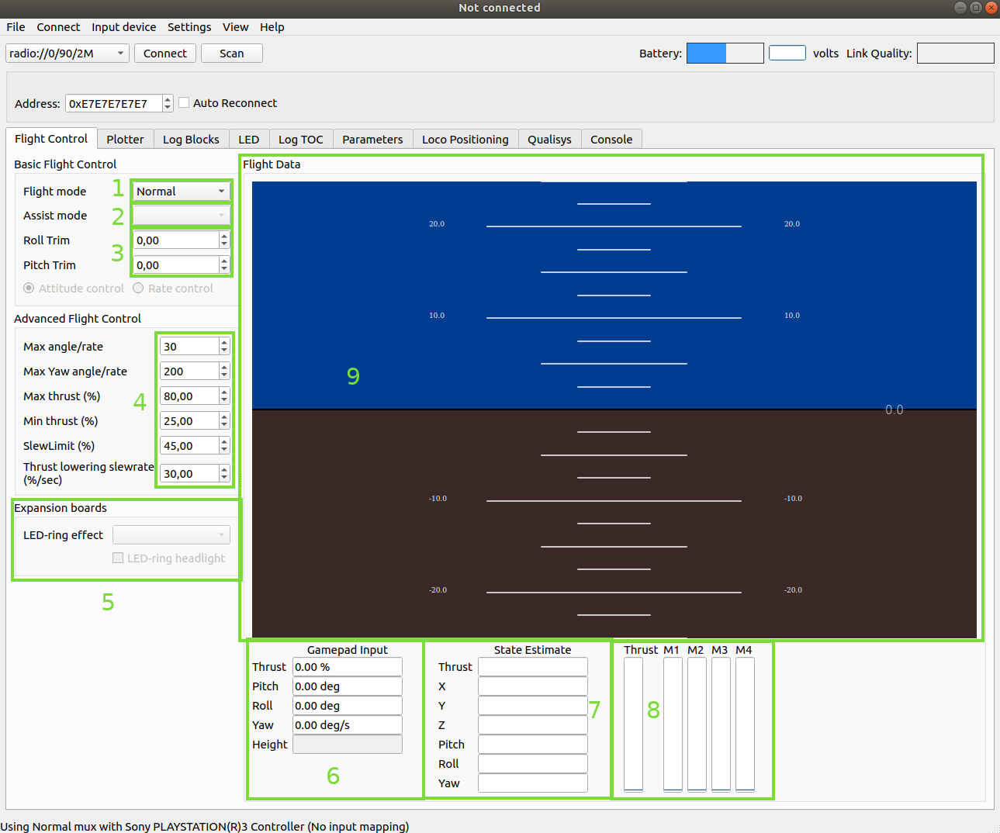 Not connected
File Connect Input device Settings View Help
radio://0/90/2M Connect Scan Battery: volts Link Quality:
Address: 0xE7E7E7E7E7 Auto Reconnect
Flight Control Plotter Log Blocks LED Log TOC Parameters Loco Positioning Qualisys Console
Basic Flight Control
Flight mode 1 Normal
Assist mode 2
Roll Trim 0,00
3
Pitch Trim 0,00
Attitude control Rate control
Advanced Flight Control
Max angle/rate 30
Max Yaw angle/rate 200
Max thrust (%) 4 80,00
Min thrust (%) 25,00
SlewLimit (%) 45,00
Thrust lowering slewrate
(%/sec) 30,00
Expansion boards
LED-ring effect
LED-ring headlight
5
Flight Data
20.0 20.0
10.0 10.0
9
0.0
-10.0 -10.0
-20.0 -20.0
Gamepad Input
Thrust 0.00 %
Pitch 0.00 deg
Roll 0.00 deg
Yaw 0.00 deg/s
Height
6
State Estimate
Thrust
X
Y
7
Z
Pitch
Roll
Yaw
Thrust M1 M2 M3 M4
8
Using Normal mux with Sony PLAYSTATION(R)3 Controller (No input mapping)